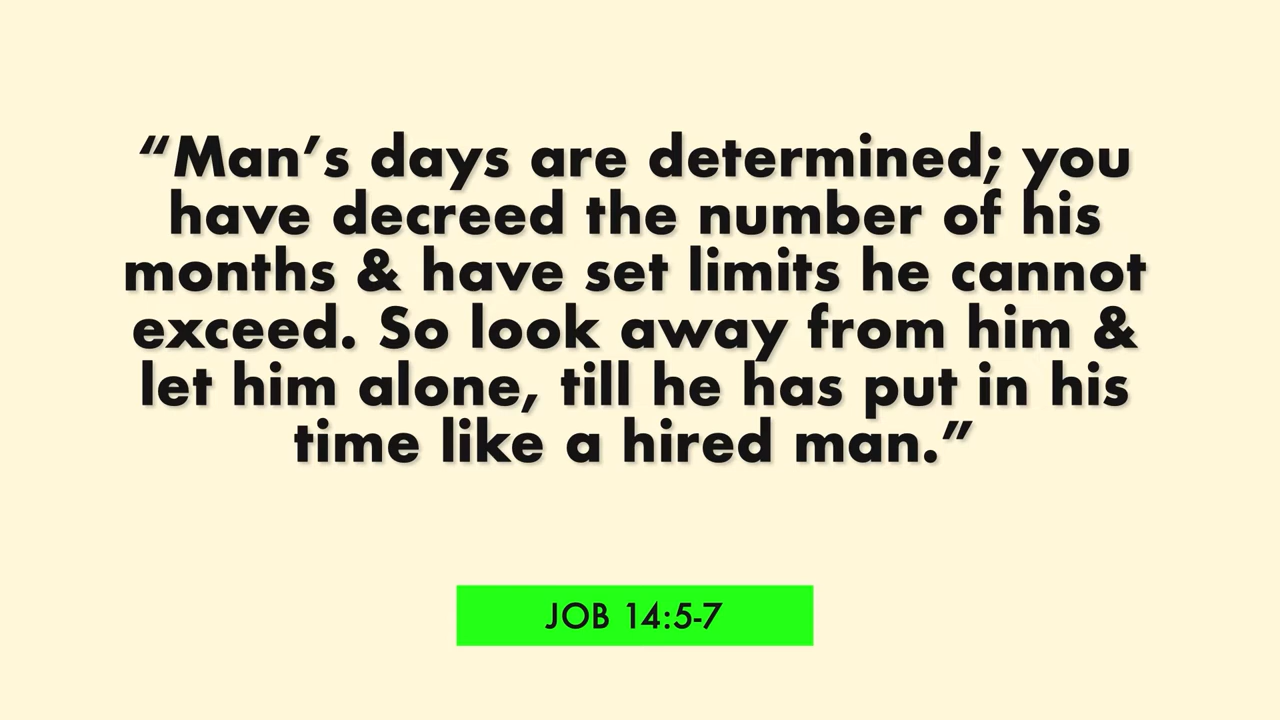 “Man’s days are determined; you
have decreed the number of his
months & have set limits he cannot
exceed. So look away from him &
let him alone, till he has put in his
time like a hired man.”
JOB 14:5-7